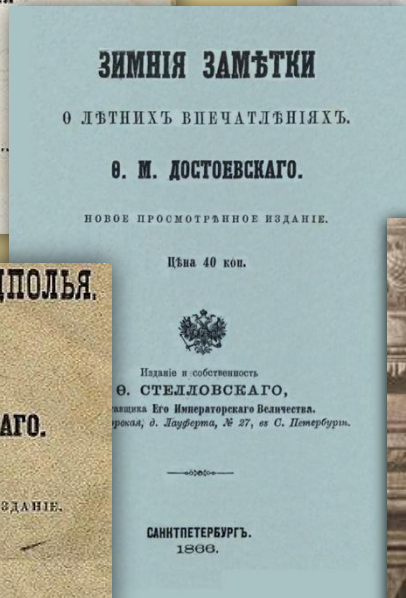 ЗИМНІЯ ЗАМѢТКИ
О ЛѢТНИХЪ ВПЕЧАТЛѢНІЯХЪ.
Ѳ. М. ДОСТОЕВСКАГО.
НОВОЕ ПРОСМОТРѢННОЕ ИЗДАНІЕ.
Цѣна 40 коп.
Изданіе и собственность
Ѳ. СТЕЛЛОВСКАГО,
Его Императорскаго Величества.
д. Лауферта, № 27, въ С. Петербургѣ.
САНКТПЕТЕРБУРГЪ.
1866.
ДПОЛЬЯ.
АГО.
ЗДАНІЕ.